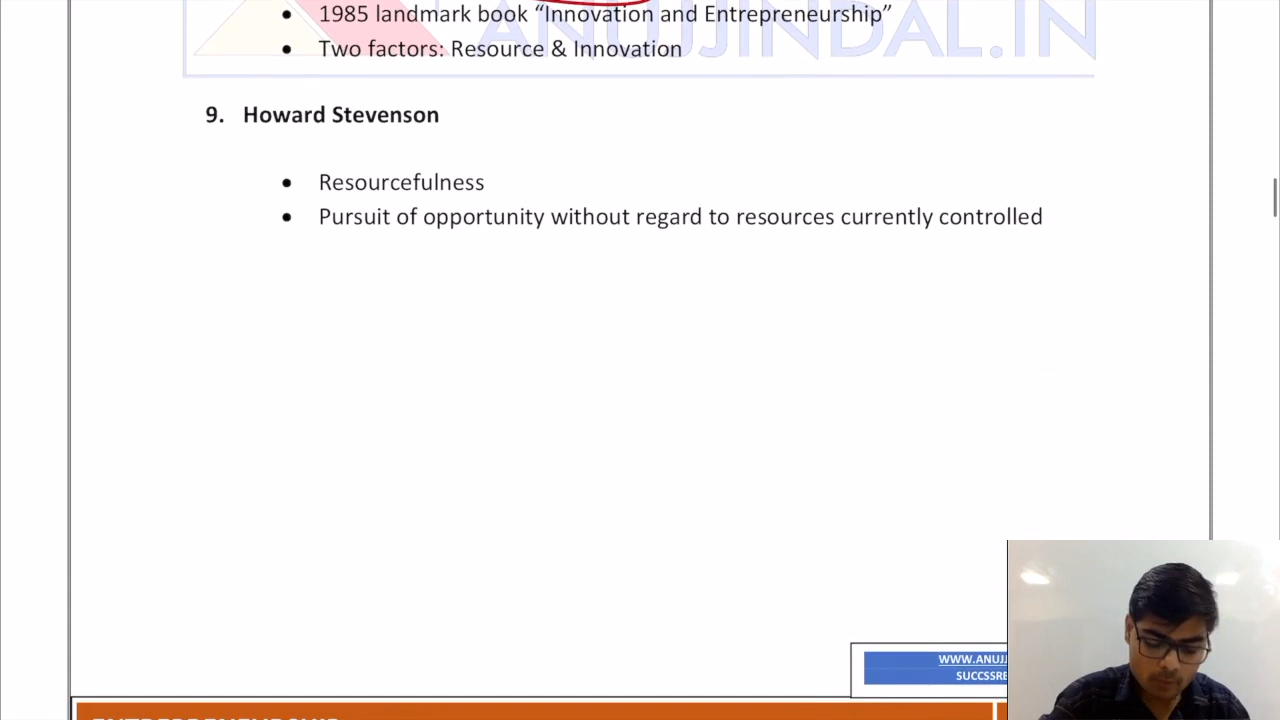 • 1985 landmark book “Innovation and Entrepreneurship”
• Two factors: Resource & Innovation
ANUJJINDAL.IN
9. Howard Stevenson
• Resourcefulness
• Pursuit of opportunity without regard to resources currently controlled
WWW.ANUJ
SUCCSSRE
ENTREPRENEURSHIP